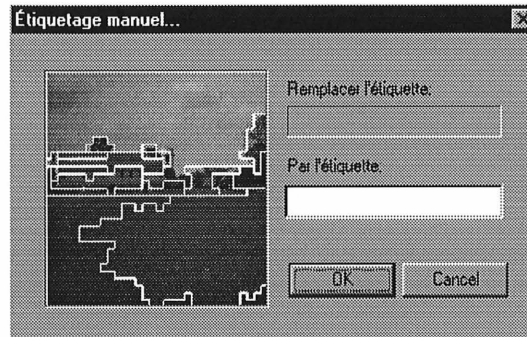 Étiquetage manuel...
Remplacer l'étiquette:
Par l'étiquette:
OK
Cancel